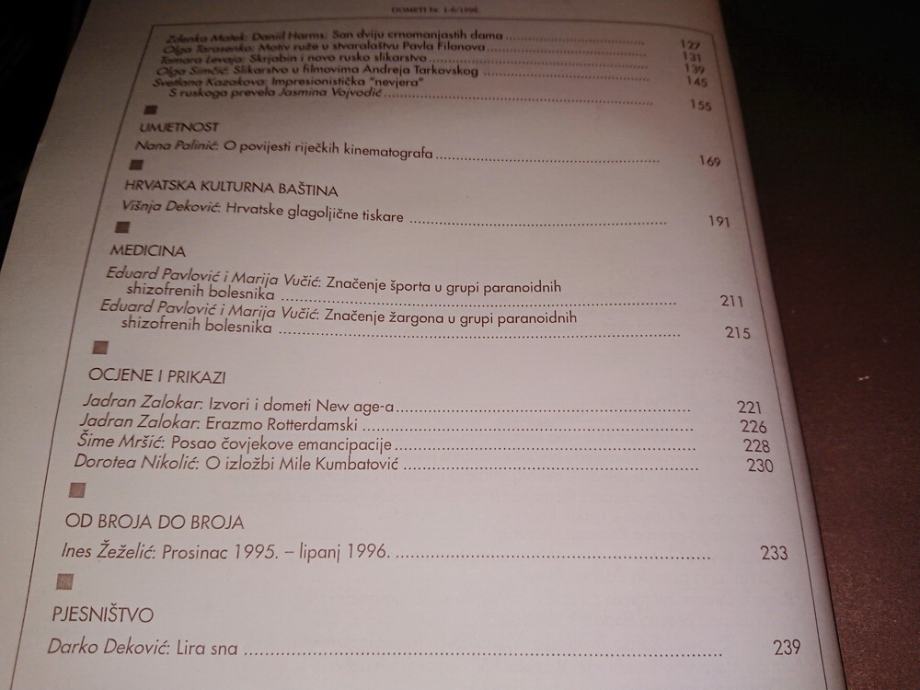 DOMETI Nr. 1-6/1996.
Zdenka Matek: Daniil Harms: San dviju crnomanjastih dama ........ 127
Olga Tarasenko: Motiv ruže u stvaralaštvu Pavla Filonova ........ 131
Tamara Levaja: Skrjabin i novo rusko slikarstvo ........ 139
Olga Simčić: Slikarstvo u filmovima Andreja Tarkovskog ........ 145
Svetlana Kazakova: Impresionistička "nevjera"
S ruskoga prevela Jasmina Vojvodić ........ 155
UMJETNOST
Nana Palinić: O povijesti riječkih kinematografa ........ 169
HRVATSKA KULTURNA BAŠTINA
Višnja Deković: Hrvatske glagoljične tiskare ........ 191
MEDICINA
Eduard Pavlović i Marija Vučić: Značenje športa u grupi paranoidnih
shizofrenih bolesnika ........ 211
Eduard Pavlović i Marija Vučić: Značenje žargona u grupi paranoidnih
shizofrenih bolesnika ........ 215
OCJENE I PRIKAZI
Jadran Zalokar: Izvori i dometi New age-a ........ 221
Jadran Zalokar: Erazmo Rotterdamski ........ 226
Šime Mršić: Posao čovjekove emancipacije ........ 228
Dorotea Nikolić: O izložbi Mile Kumbatović ........ 230
OD BROJA DO BROJA
Ines Žeželić: Prosinac 1995. – lipanj 1996. ........ 233
PJESNIŠTVO
Darko Deković: Lira sna ........ 239